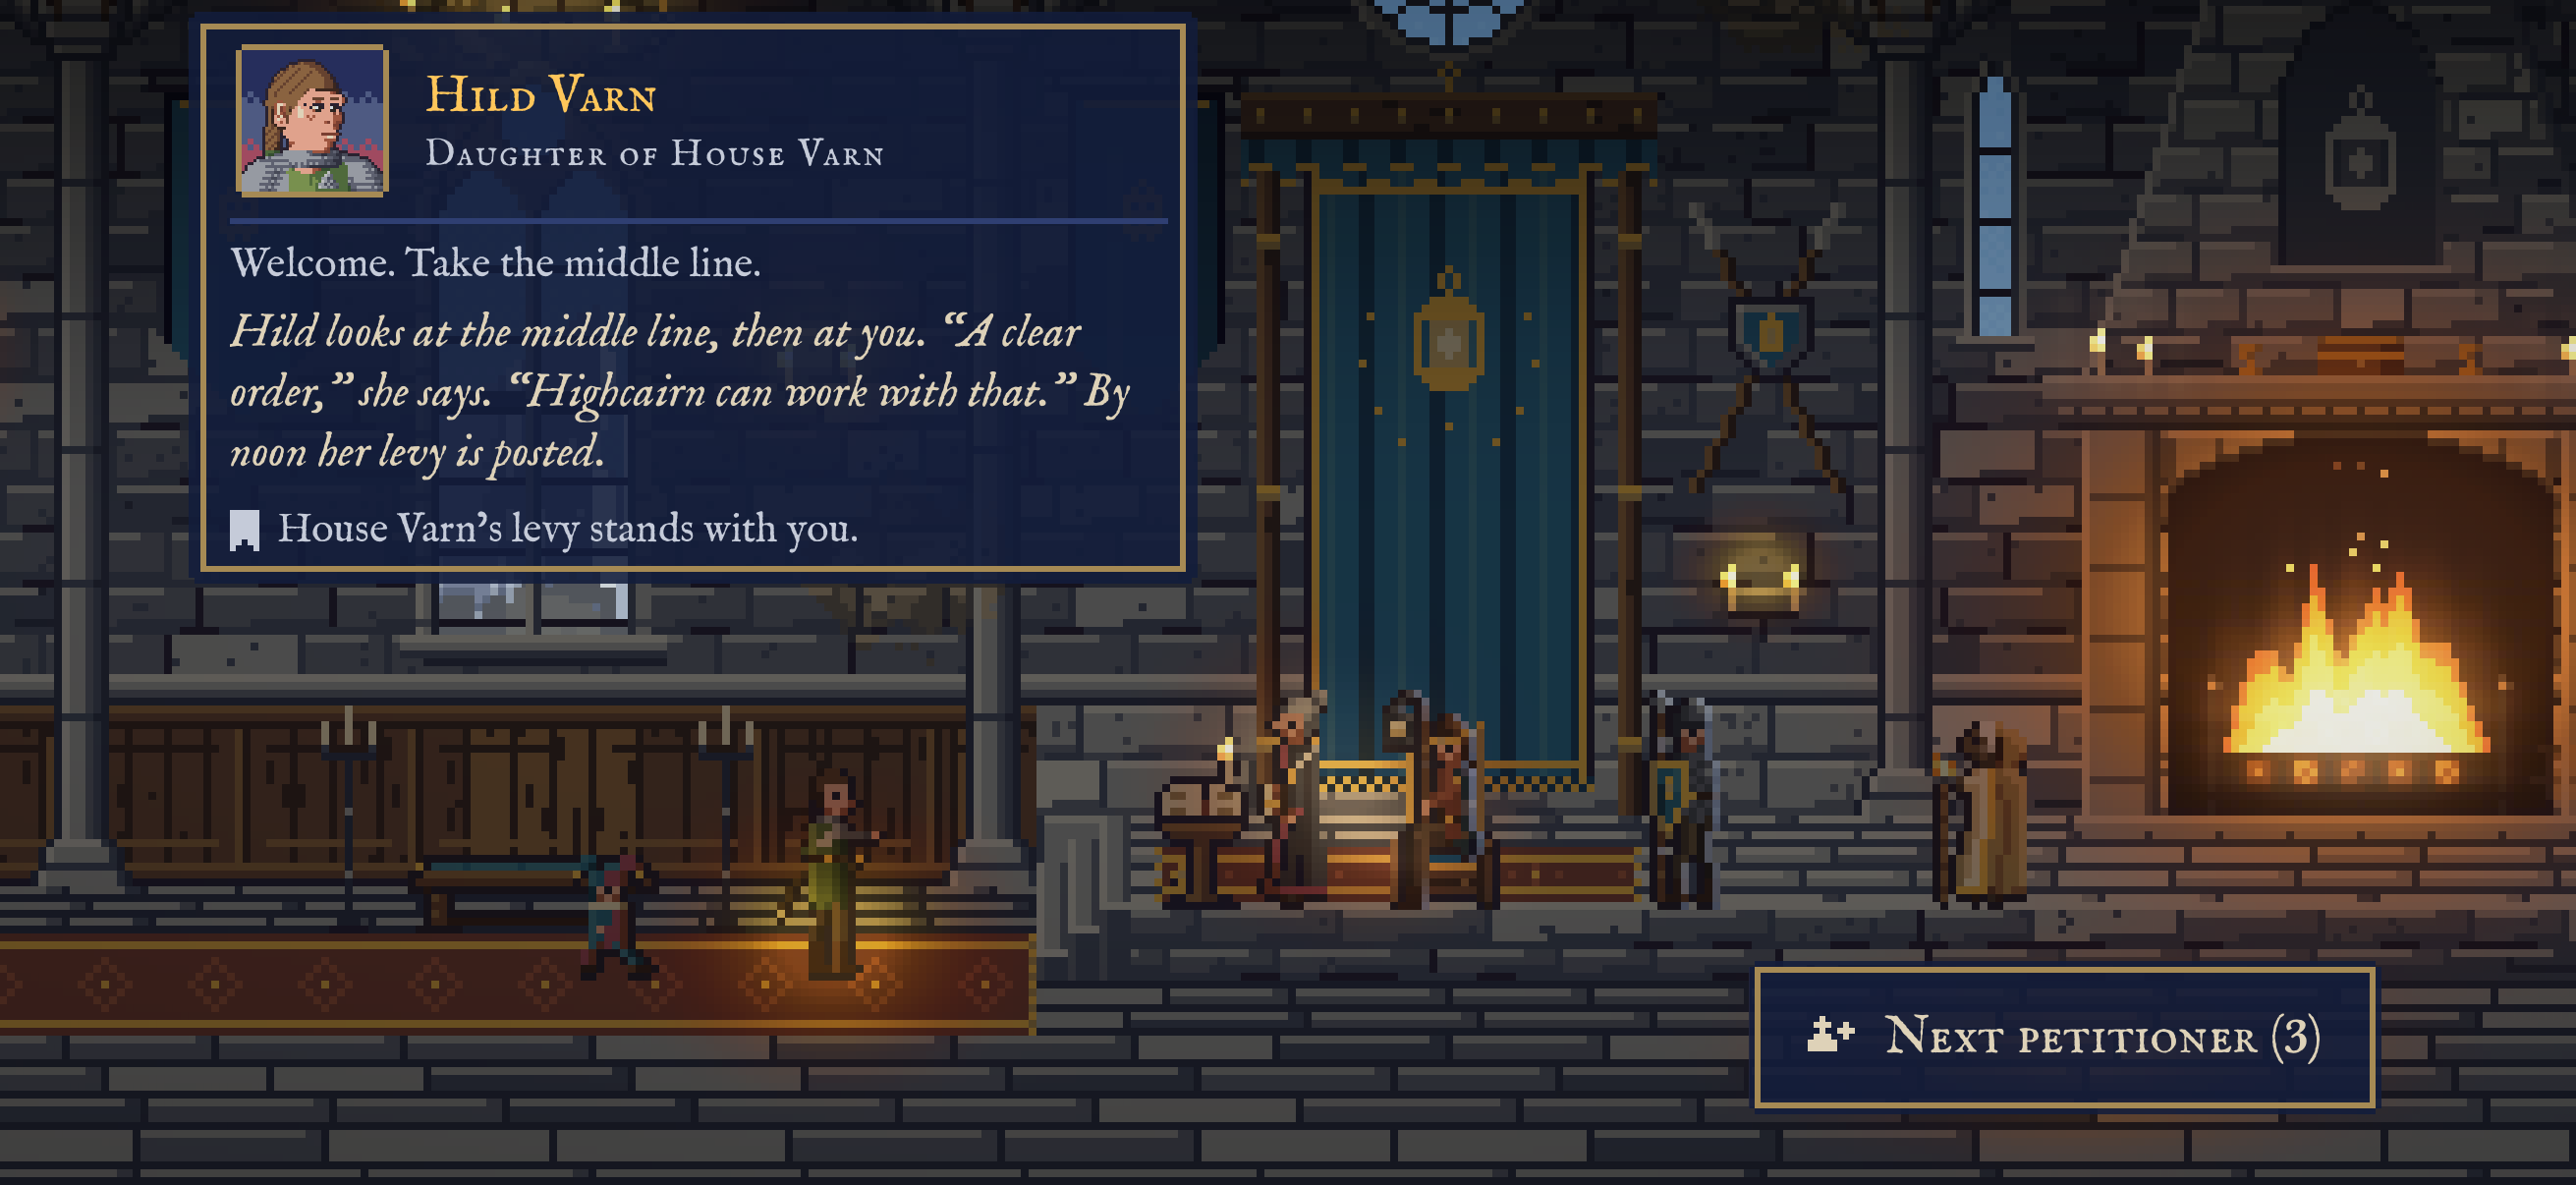 Hild Varn
Daughter of House Varn
Welcome. Take the middle line.
Hild looks at the middle line, then at you. “A clear
order,” she says. “Highcairn can work with that.” By
noon her levy is posted.
House Varn’s levy stands with you.
Next petitioner (3)